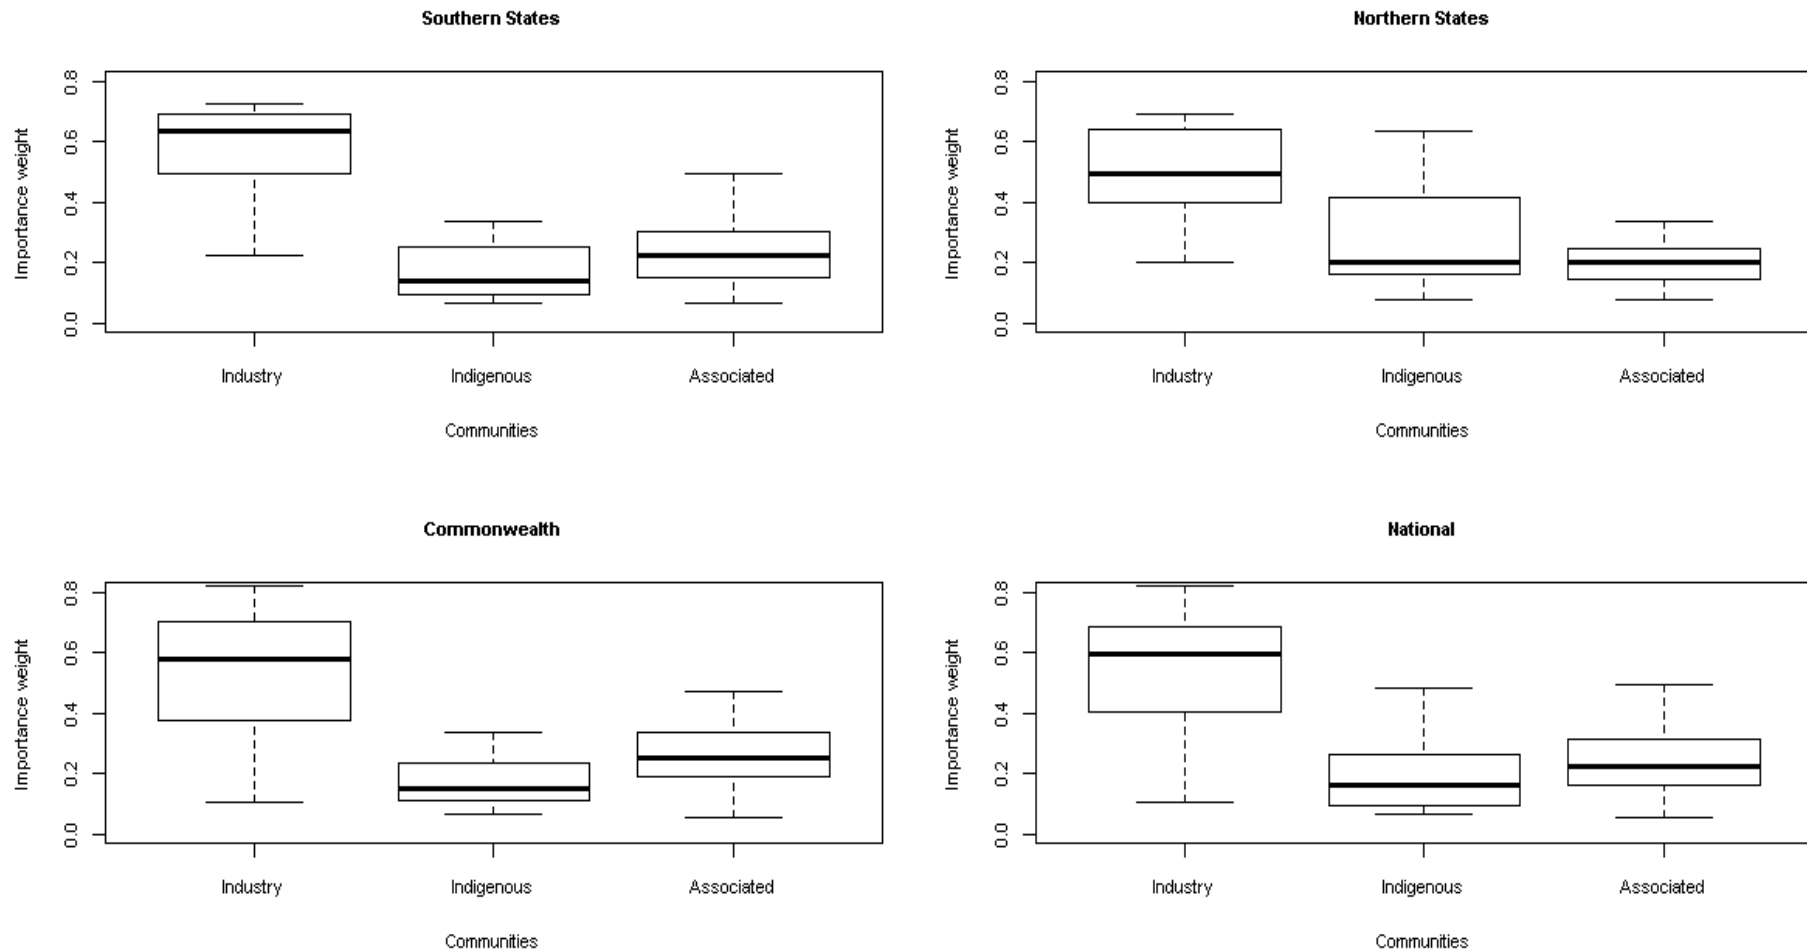 Southern States
Importance weight
0.8
0.6
0.4
0.2
0.0
Industry Indigenous Associated
Communities
Northern States
Importance weight
0.8
0.6
0.4
0.2
0.0
Industry Indigenous Associated
Communities
Commonwealth
Importance weight
0.8
0.6
0.4
0.2
0.0
Industry Indigenous Associated
Communities
National
Importance weight
0.8
0.6
0.4
0.2
0.0
Industry Indigenous Associated
Communities